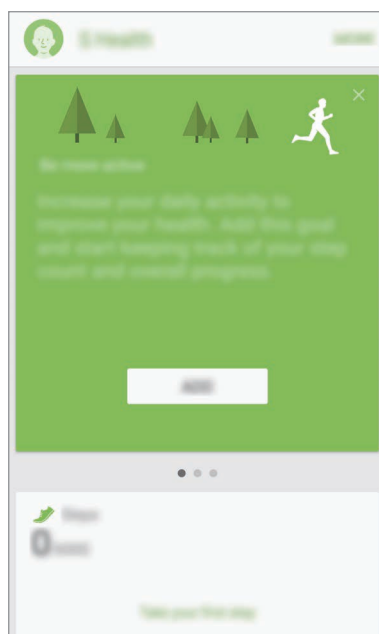 S Health
MORE
Be more active
Increase your daily activity to
improve your health. Add this goal
and start keeping track of your step
count and overall progress.
ADD
Steps
0
Take your first step